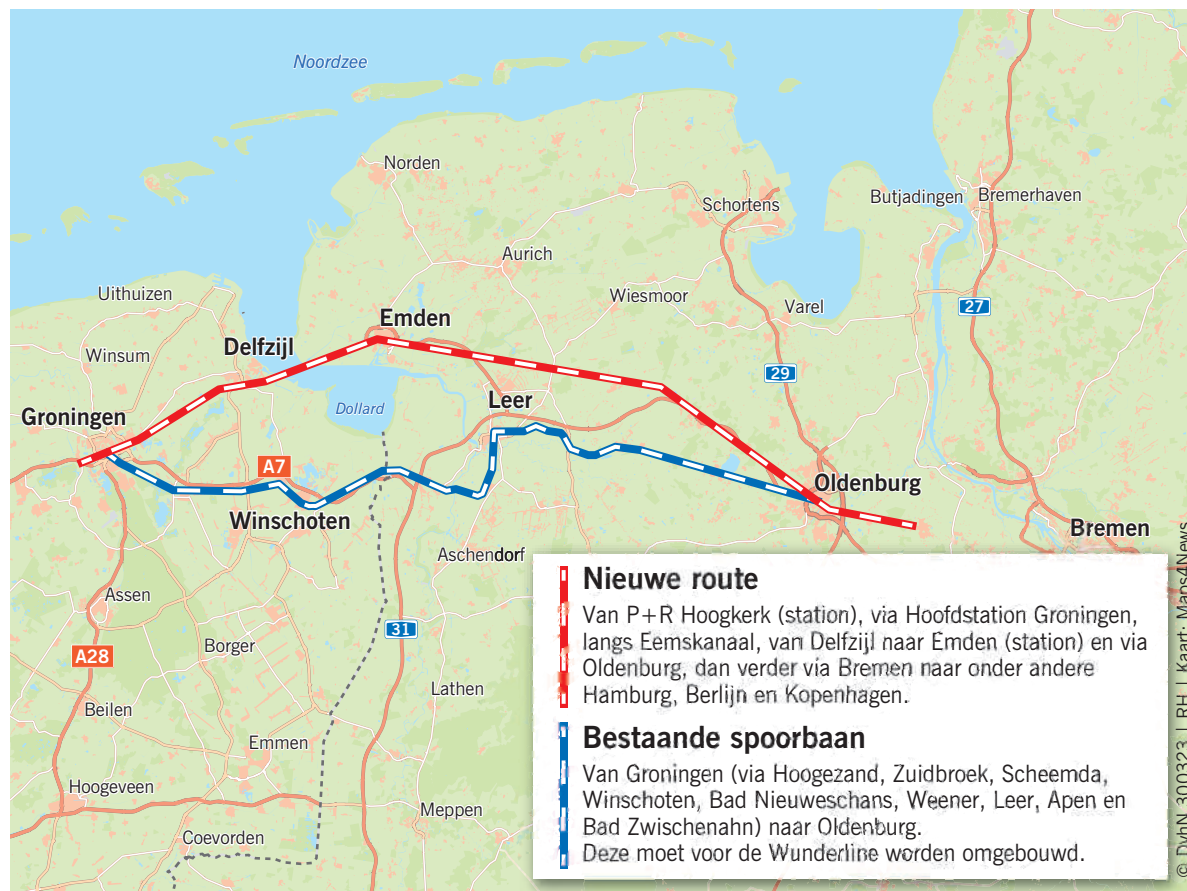 Noordzee
Norden
Schortens
Butjadingen
Bremerhaven
Aurich
Uithuizen
Wiesmoor
Varel
27
Emden
Winsum
Delfzijl
29
Leer
Dollard
Groningen
A7
Oldenburg
Winschoten
Bremen
Aschendorf
Assen
31
Borger
A28
Lathen
Beilen
Emmen
Hoogeveen
Meppen
Coevorden
Nieuwe route
Van P+R Hoogkerk (station), via Hoofdstation Groningen,
langs Eemskanaal, van Delfzijl naar Emden (station) en via
Oldenburg, dan verder via Bremen naar onder andere
Hamburg, Berlijn en Kopenhagen.
Bestaande spoorbaan
Van Groningen (via Hoogezand, Zuidbroek, Scheemda,
Winschoten, Bad Nieuweschans, Weener, Leer, Apen en
Bad Zwischenahn) naar Oldenburg.
Deze moet voor de Wunderline worden omgebouwd.
© DvhN 300323 | RH | Kaart: Maps4News